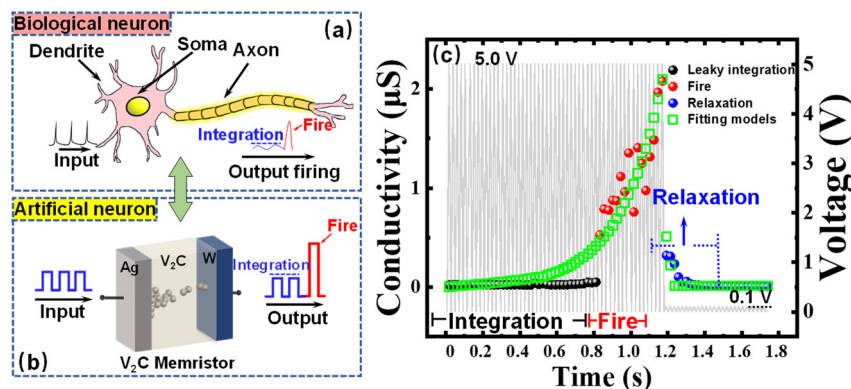 Biological neuron
(a)
Dendrite
Soma
Axon
Integration
Fire
Input
Output firing
Artificial neuron
Fire
Ag
V₂C
W
Integration
Input
Output
(b)
V₂C Memristor
(c)
5.0 V
Leaky integration
Fire
Relaxation
Fitting models
Relaxation
0.1 V
Integration
Fire
Conductivity (μS)
2
1
0
Voltage (V)
5
4
3
2
1
0
0 0.2 0.4 0.6 0.8 1.0 1.2 1.4 1.6 1.8
Time (s)